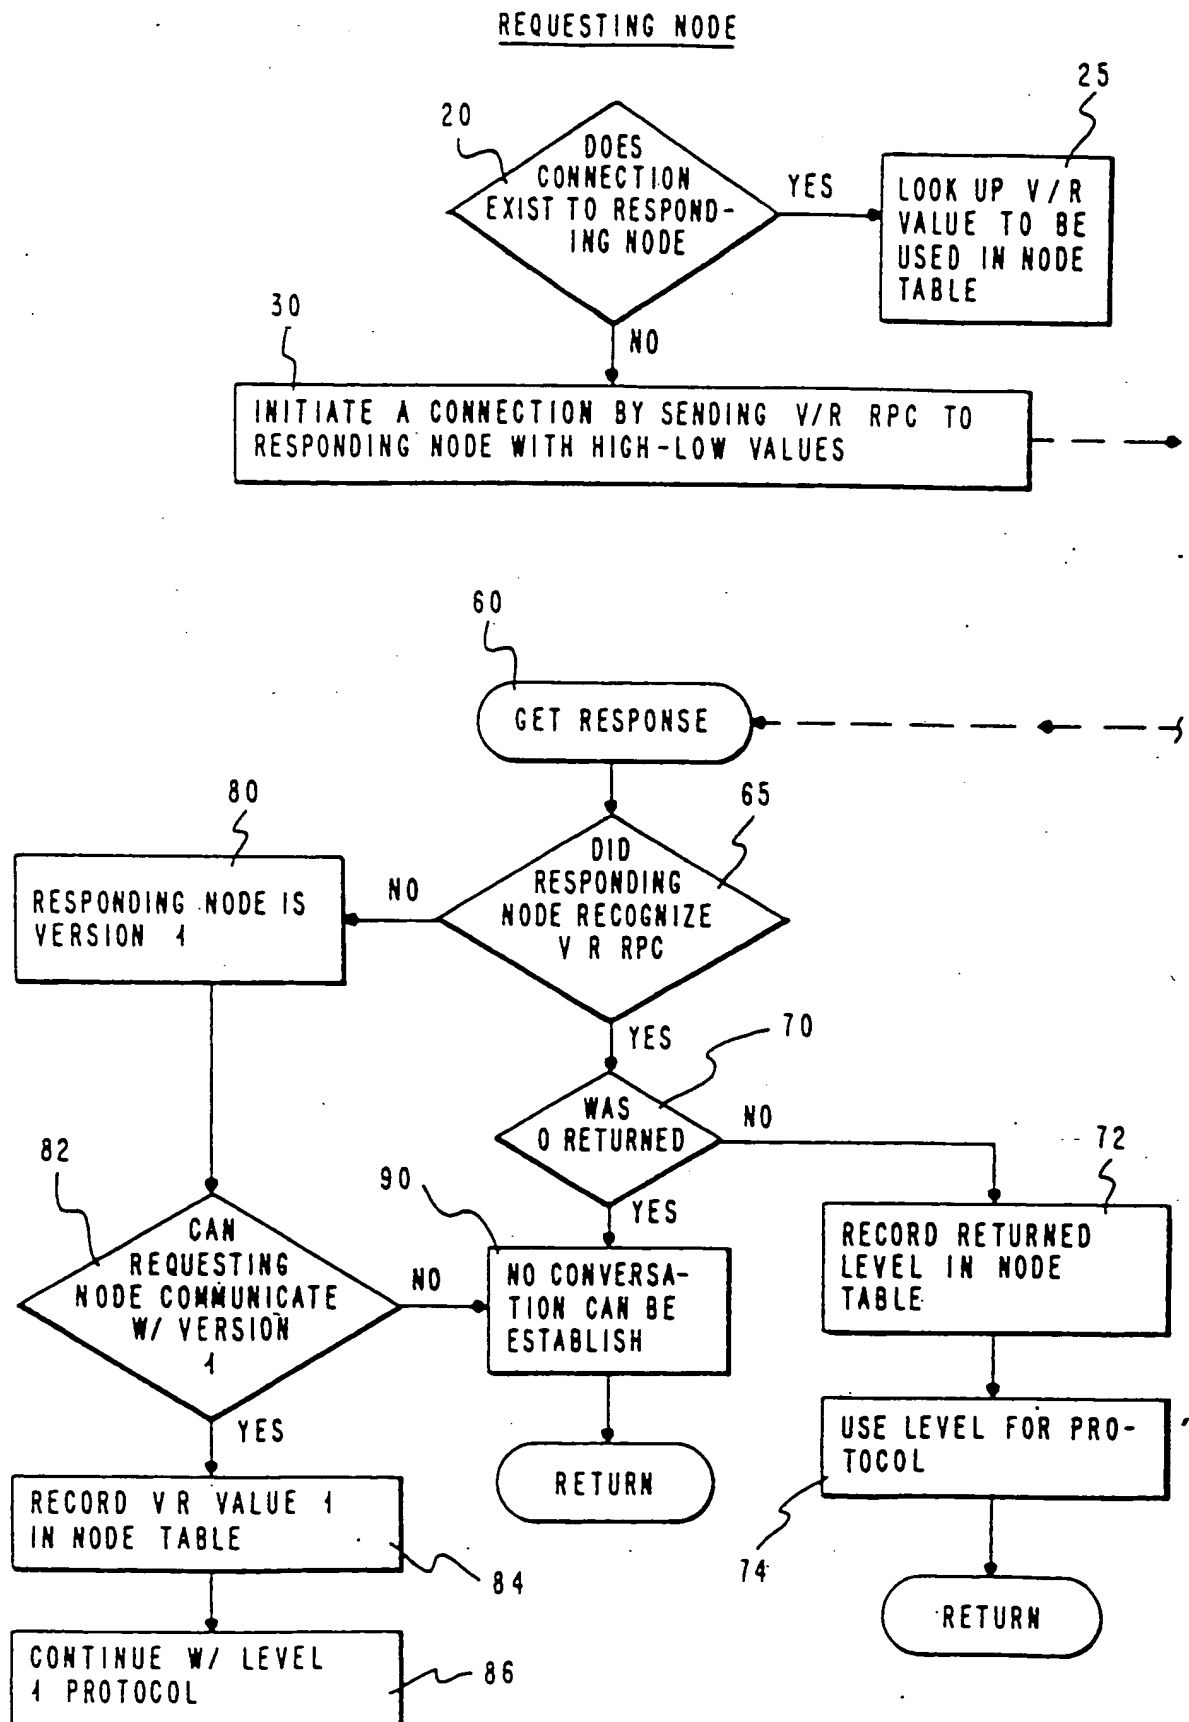 REQUESTING NODE
20
25
DOES
CONNECTION
EXIST TO RESPOND-
ING NODE
YES
LOOK UP V/R
VALUE TO BE
USED IN NODE
TABLE
NO
30
INITIATE A CONNECTION BY SENDING V/R RPC TO
RESPONDING NODE WITH HIGH-LOW VALUES
60
GET RESPONSE
80
65
DID
RESPONDING
NODE RECOGNIZE
V R RPC
NO
RESPONDING NODE IS
VERSION 1
YES
70
WAS
0 RETURNED
NO
72
82
90
YES
CAN
REQUESTING
NODE COMMUNICATE
W/ VERSION
1
NO
NO CONVERSA-
TION CAN BE
ESTABLISH
RECORD RETURNED
LEVEL IN NODE
TABLE
YES
USE LEVEL FOR PRO-
TOCOL
74
RETURN
RECORD V R VALUE 1
IN NODE TABLE
84
RETURN
CONTINUE W/ LEVEL
1 PROTOCOL
86